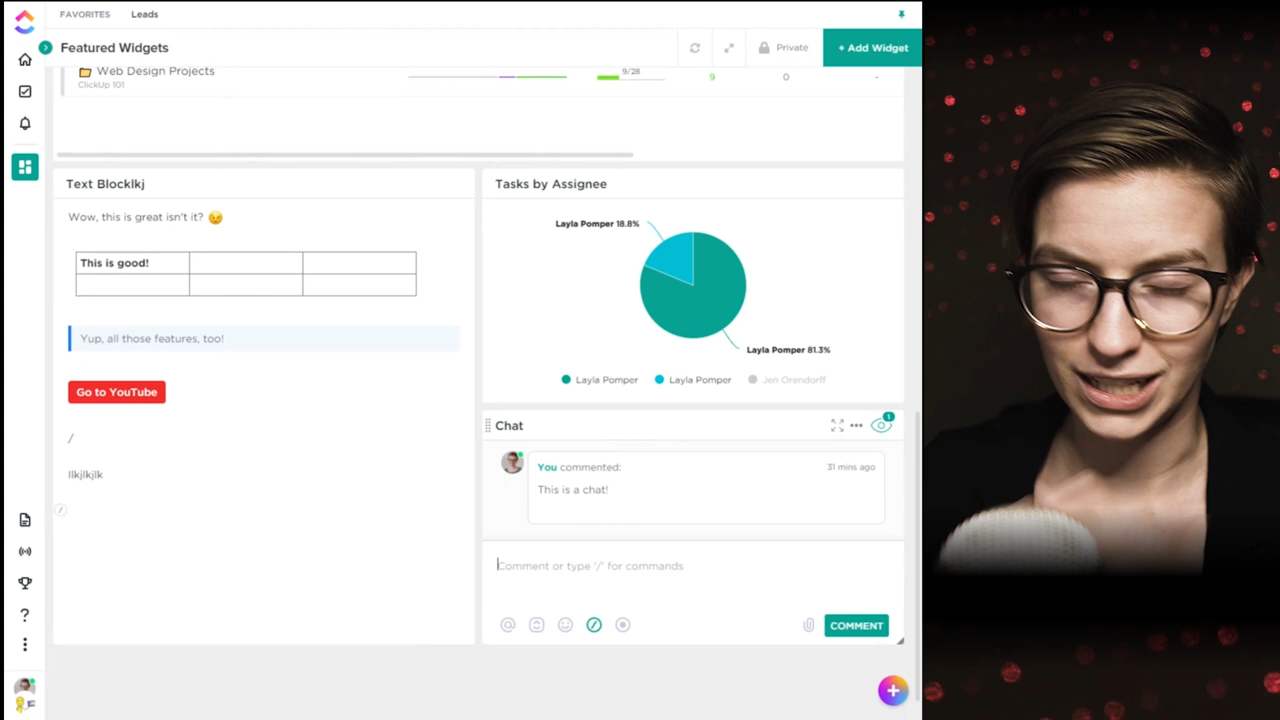 FAVORITES Leads
Featured Widgets Private + Add Widget
Web Design Projects 9/28 9 0 -
ClickUp 101
Text Blocklkj
Wow, this is great isn't it? 😉
This is good!
Yup, all those features, too!
Go to YouTube
/
llkjlkjlk
/
Tasks by Assignee
Layla Pomper 18.8%
Layla Pomper 81.3%
Layla Pomper Layla Pomper Jen Orendorff
Chat 1
You commented: 31 mins ago
This is a chat!
Comment or type '/' for commands
COMMENT